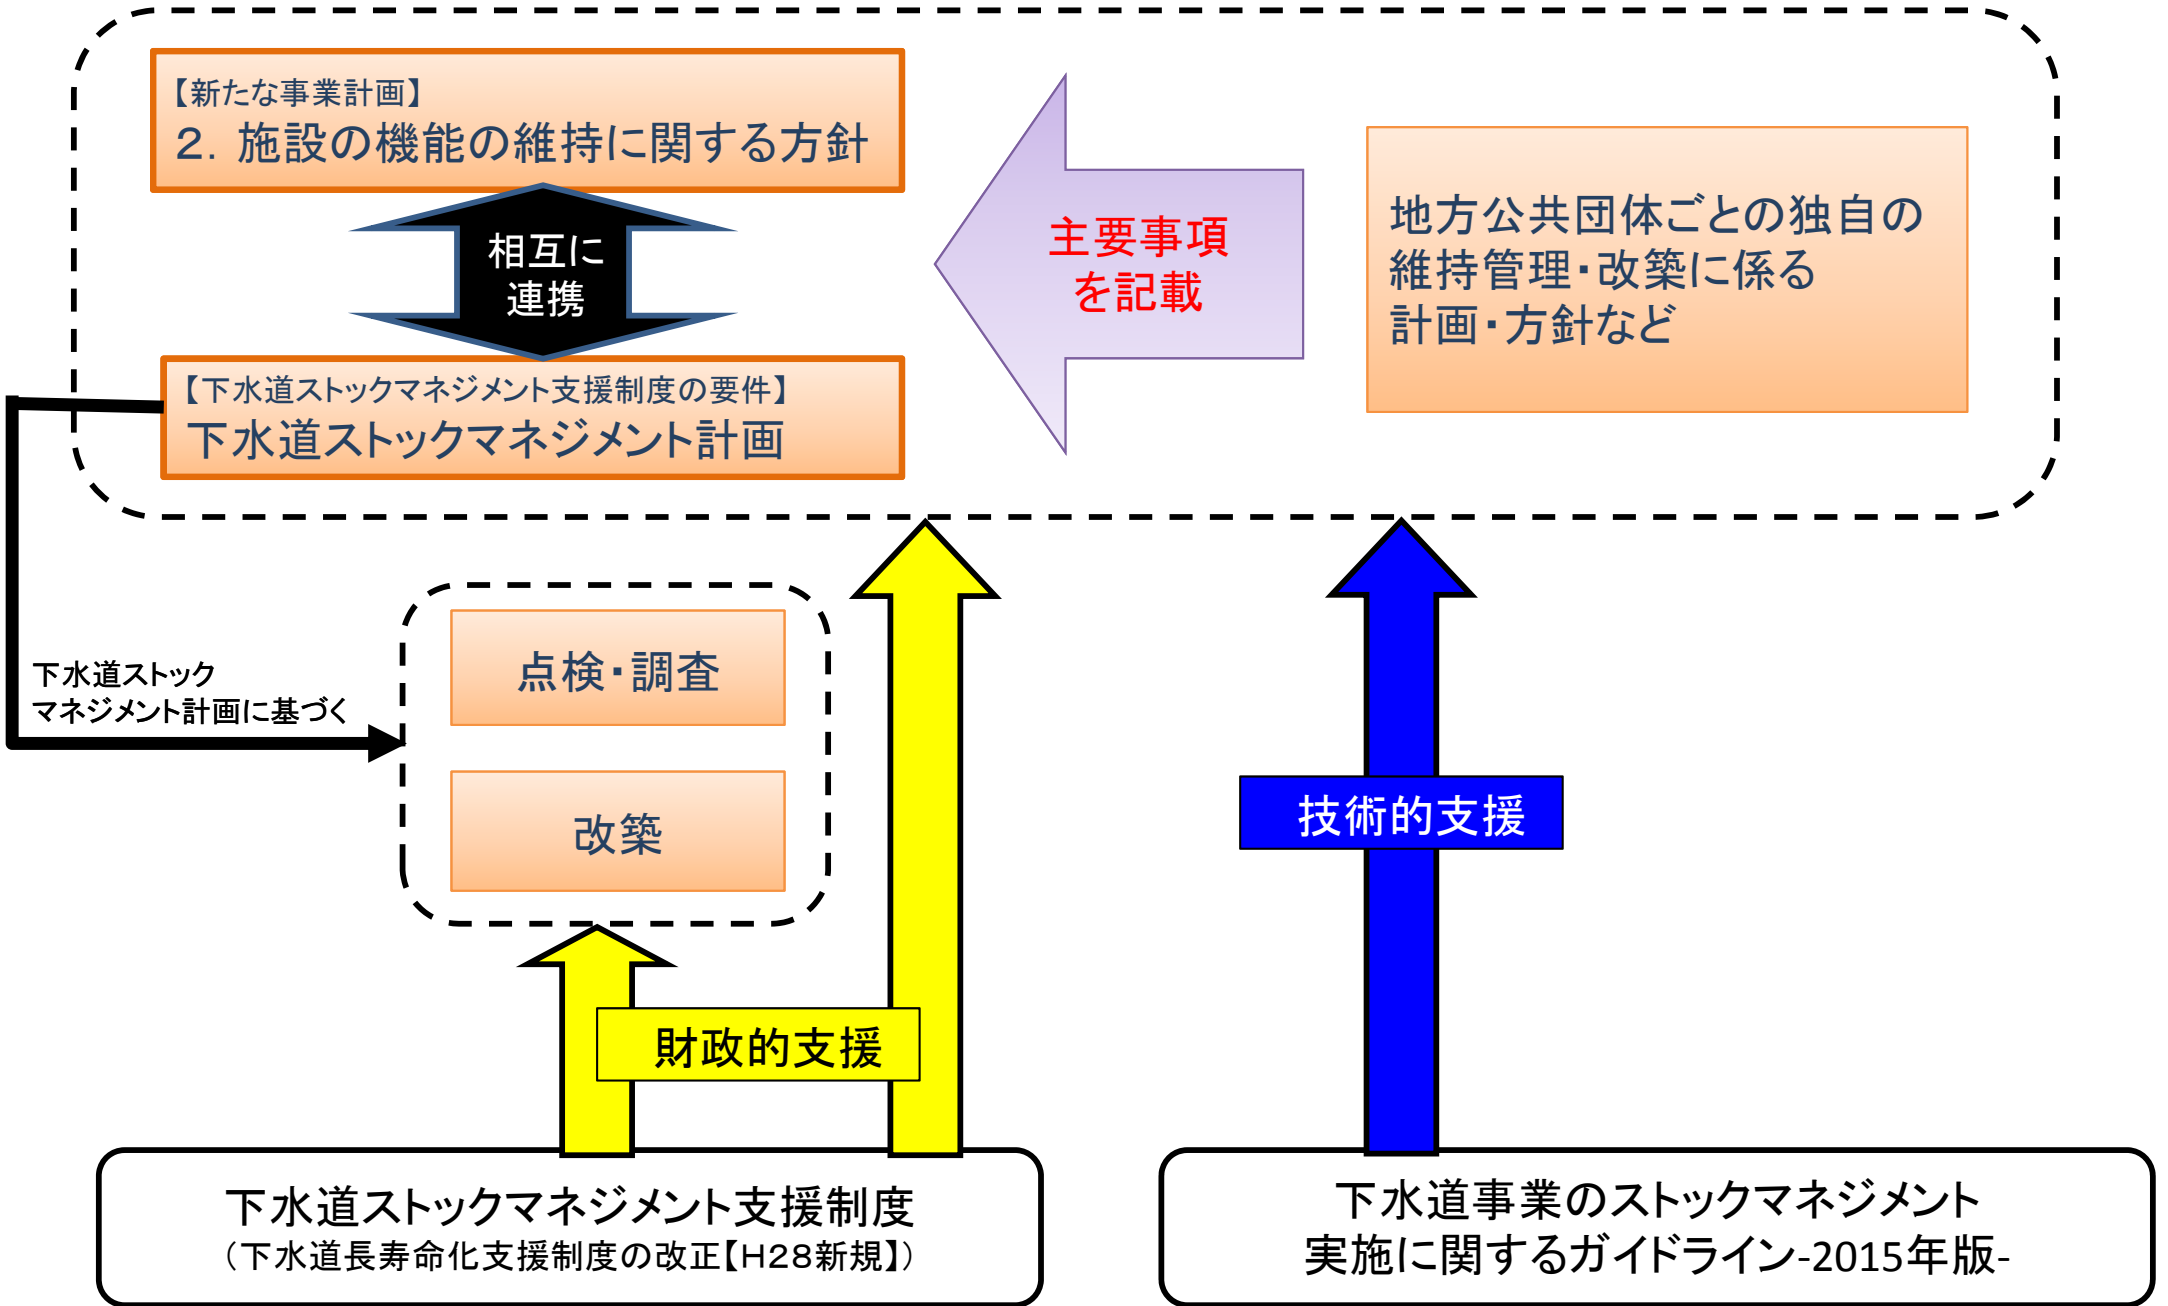 【新たな事業計画】
２．施設の機能の維持に関する方針
相互に
連携
【下水道ストックマネジメント支援制度の要件】
下水道ストックマネジメント計画
主要事項
を記載
地方公共団体ごとの独自の
維持管理・改築に係る
計画・方針など
下水道ストック
マネジメント計画に基づく
点検・調査
改築
技術的支援
財政的支援
下水道ストックマネジメント支援制度
（下水道長寿命化支援制度の改正【H28新規】）
下水道事業のストックマネジメント
実施に関するガイドライン-2015年版-